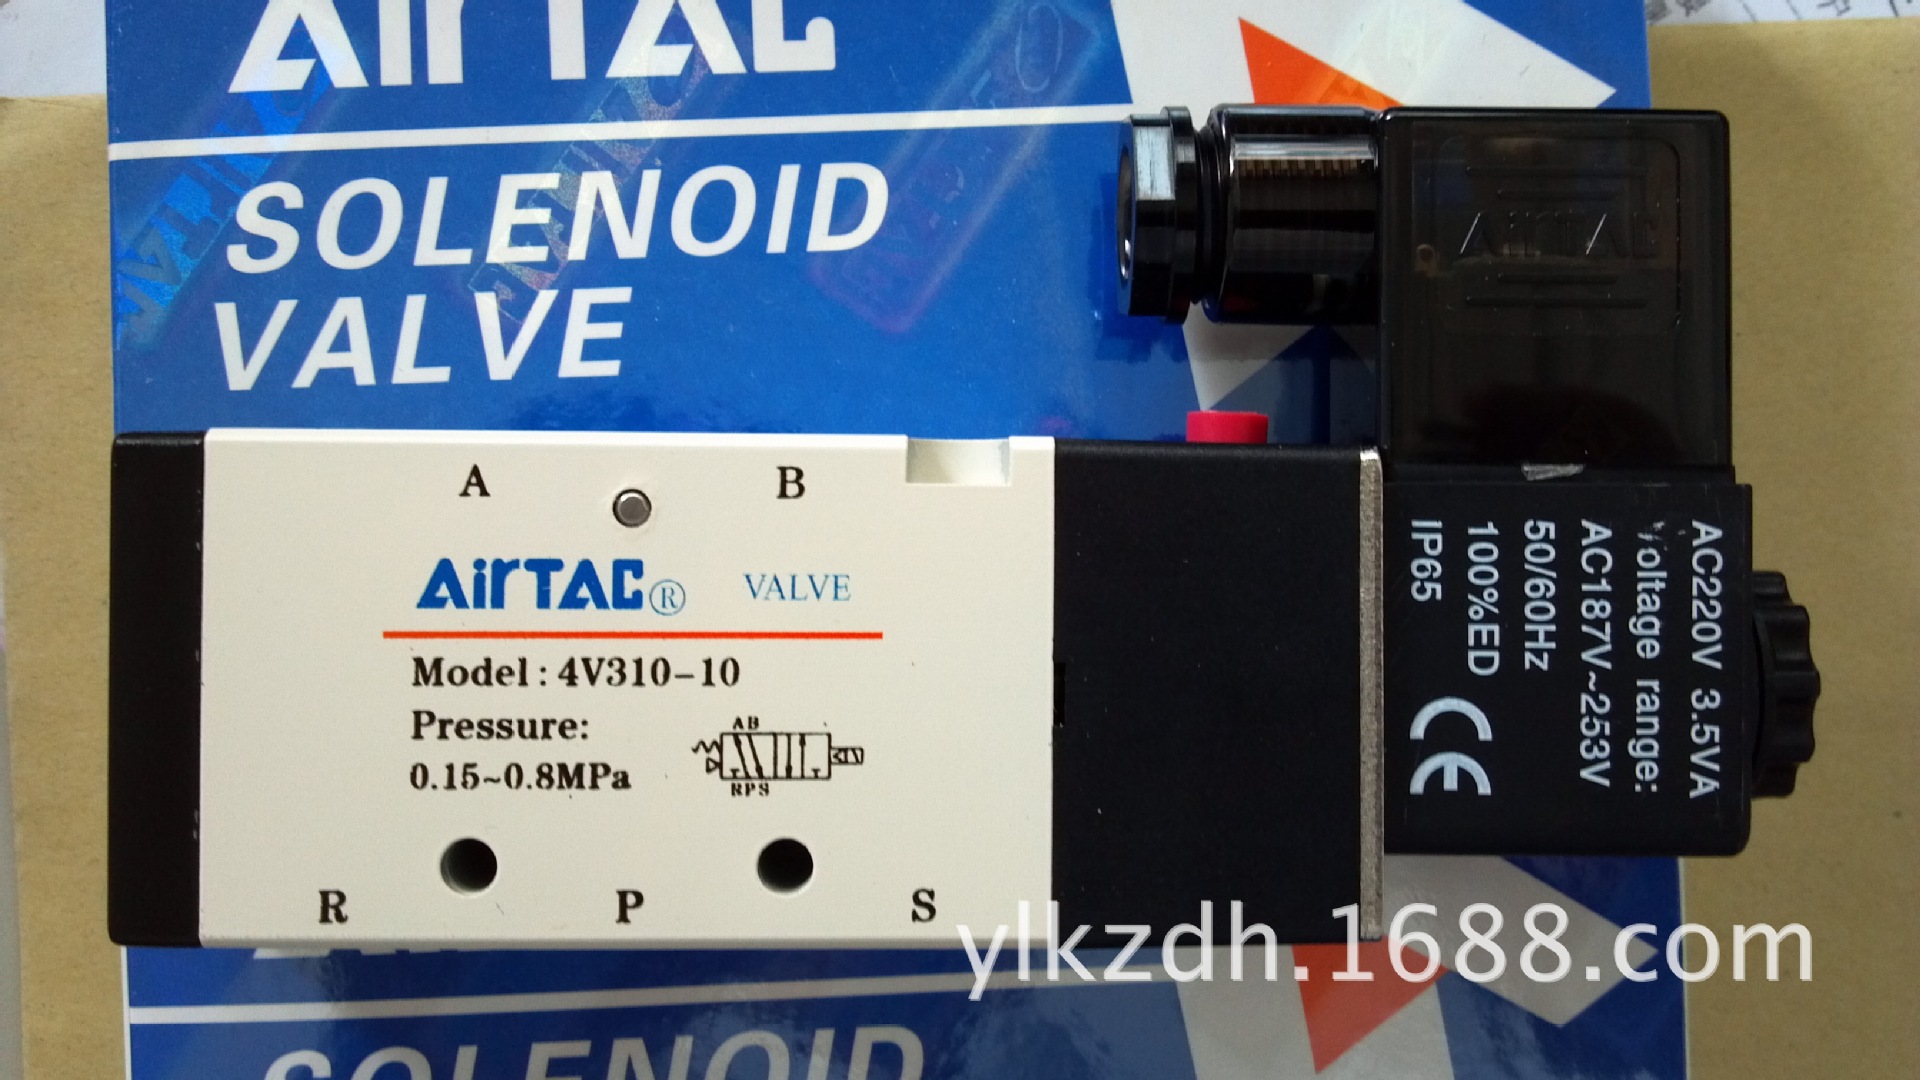 AirTAC
SOLENOID
VALVE
AirTAC
A B
AirTAC® VALVE
Model: 4V310-10
Pressure:
0.15~0.8MPa
AB
RPS
R P S
AC220V 3.5VA
Voltage range:
AC187V~253V
50/60Hz
100%ED
IP65
CE
ylkzdh.1688.com
SOLENOID